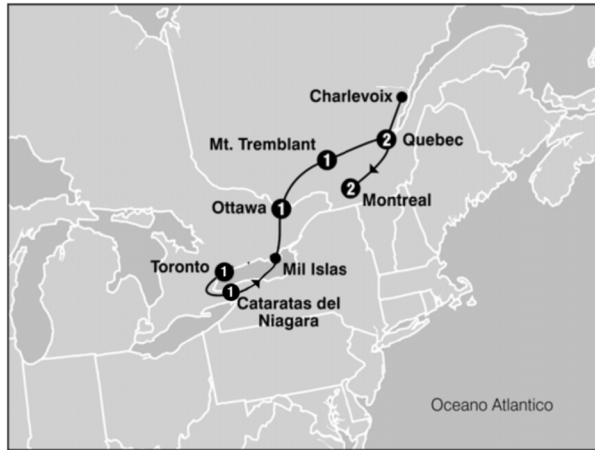 Charlevoix
2
Quebec
Mt. Tremblant
1
2
Montreal
Ottawa
1
Toronto
1
Mil Islas
1
Cataratas del
Niagara
Oceano Atlantico